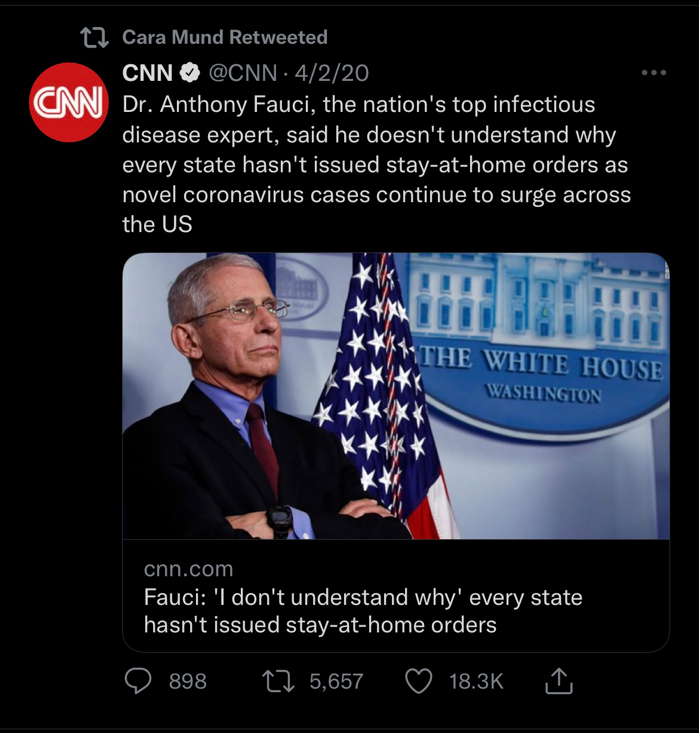 Cara Mund Retweeted
CNN @CNN · 4/2/20
CNN
Dr. Anthony Fauci, the nation's top infectious
disease expert, said he doesn't understand why
every state hasn't issued stay-at-home orders as
novel coronavirus cases continue to surge across
the US
THE WHITE HOUSE
WASHINGTON
cnn.com
Fauci: 'I don't understand why' every state
hasn't issued stay-at-home orders
898 5,657 18.3K